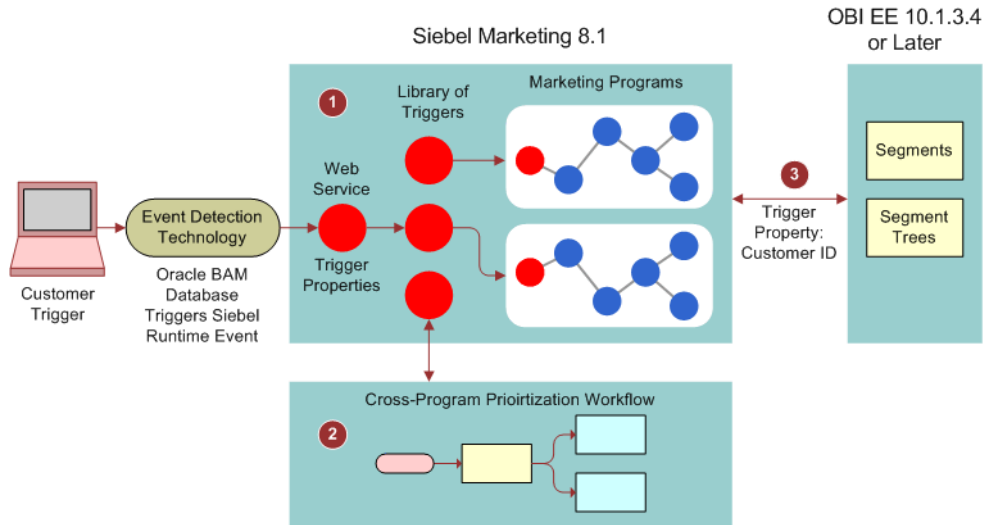 OBI EE 10.1.3.4
or Later
Siebel Marketing 8.1
1
Library of
Triggers
Marketing Programs
Web
Service
Trigger
Properties
Event Detection
Technology
Oracle BAM
Database
Triggers Siebel
Runtime Event
Customer
Trigger
3
Trigger
Property:
Customer ID
Segments
Segment
Trees
Cross-Program Prioirtization Workflow
2